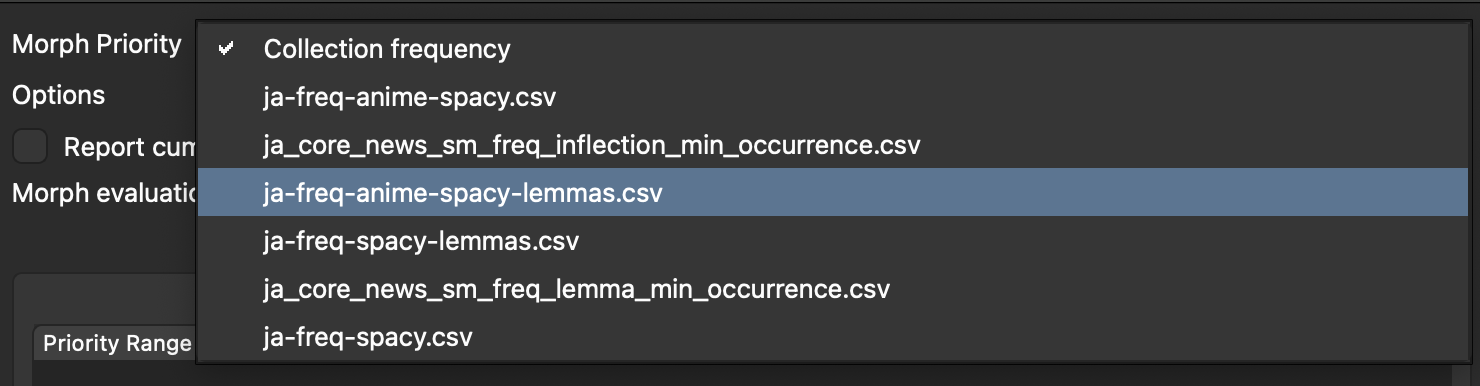 Morph Priority
Collection frequency
Options
ja-freq-anime-spacy.csv
Report cum
ja_core_news_sm_freq_inflection_min_occurrence.csv
Morph evaluatio
ja-freq-anime-spacy-lemmas.csv
ja-freq-spacy-lemmas.csv
ja_core_news_sm_freq_lemma_min_occurrence.csv
Priority Range
ja-freq-spacy.csv